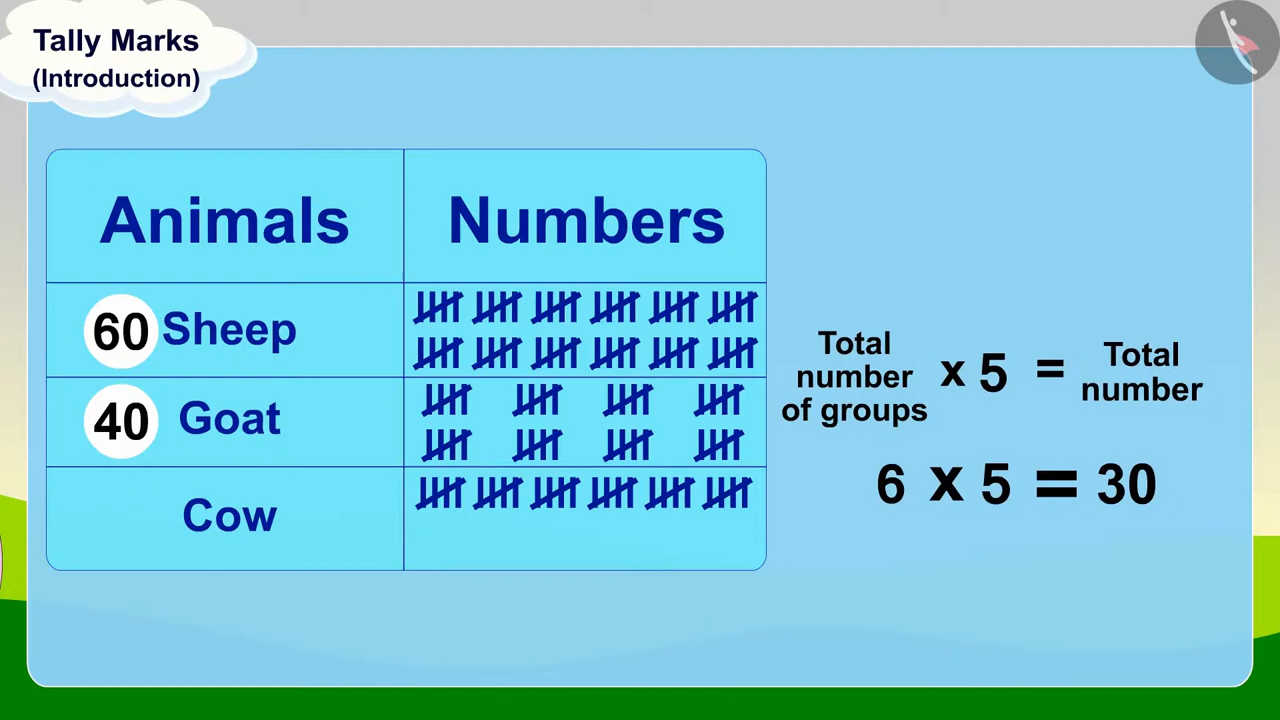 Tally Marks
(Introduction)
Animals Numbers
60 Sheep
40 Goat
Cow
Total
number
of groups
x 5 =
Total
number
6 x 5 = 30